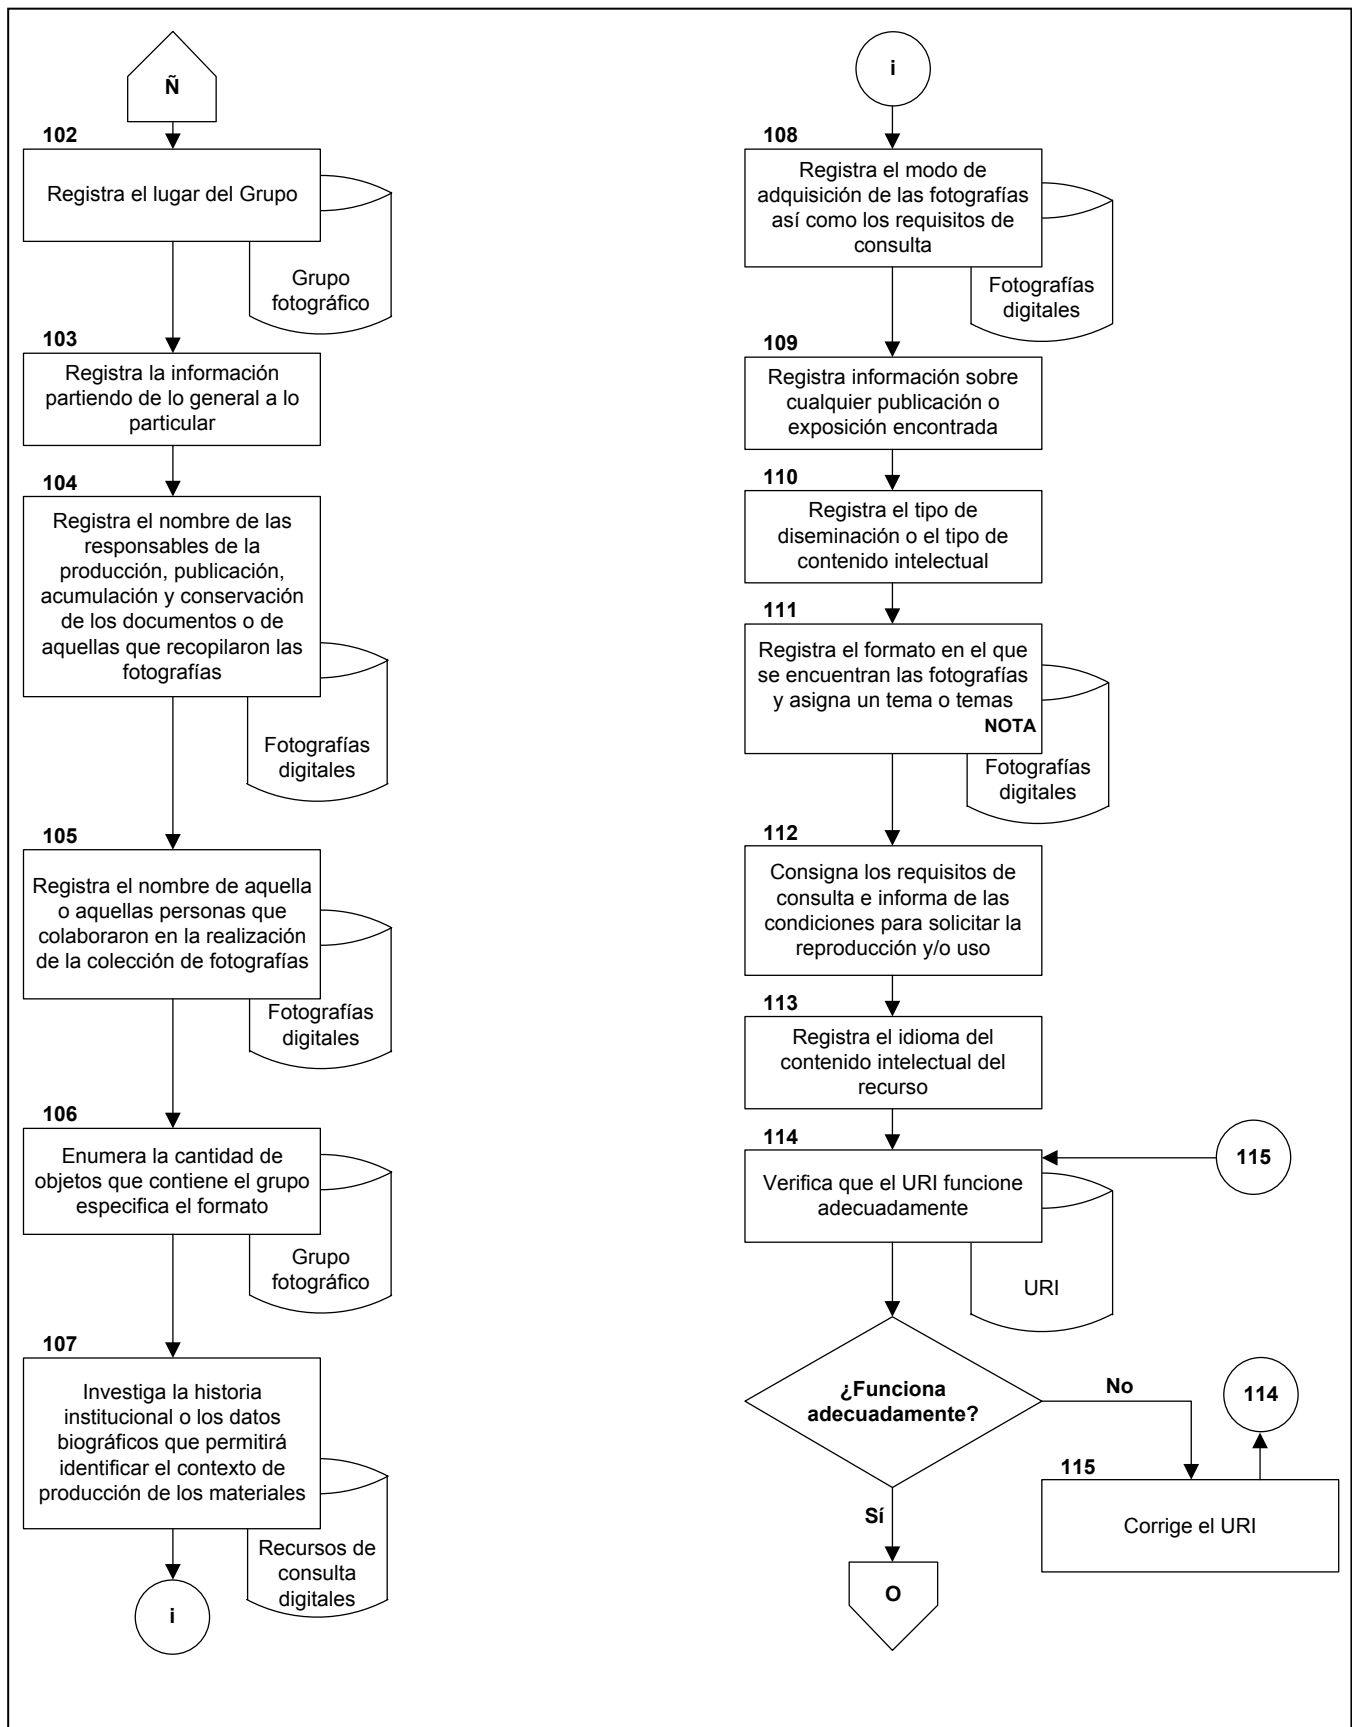 Ñ
102
Registra el lugar del Grupo
Grupo
fotográfico
103
Registra la información
partiendo de lo general a lo
particular
104
Registra el nombre de las
responsables de la
producción, publicación,
acumulación y conservación
de los documentos o de
aquellas que recopilaron las
fotografías
Fotografías
digitales
105
Registra el nombre de aquella
o aquellas personas que
colaboraron en la realización
de la colección de fotografías
Fotografías
digitales
106
Enumera la cantidad de
objetos que contiene el grupo
especifica el formato
Grupo
fotográfico
107
Investiga la historia
institucional o los datos
biográficos que permitirá
identificar el contexto de
producción de los materiales
Recursos de
consulta
digitales
i
i
108
Registra el modo de
adquisición de las fotografías
así como los requisitos de
consulta
Fotografías
digitales
109
Registra información sobre
cualquier publicación o
exposición encontrada
110
Registra el tipo de
diseminación o el tipo de
contenido intelectual
111
Registra el formato en el que
se encuentran las fotografías
y asigna un tema o temas
NOTA
Fotografías
digitales
112
Consigna los requisitos de
consulta e informa de las
condiciones para solicitar la
reproducción y/o uso
113
Registra el idioma del
contenido intelectual del
recurso
114
115
Verifica que el URI funcione
adecuadamente
URI
¿Funciona
adecuadamente?
No
114
115
Corrige el URI
Sí
O